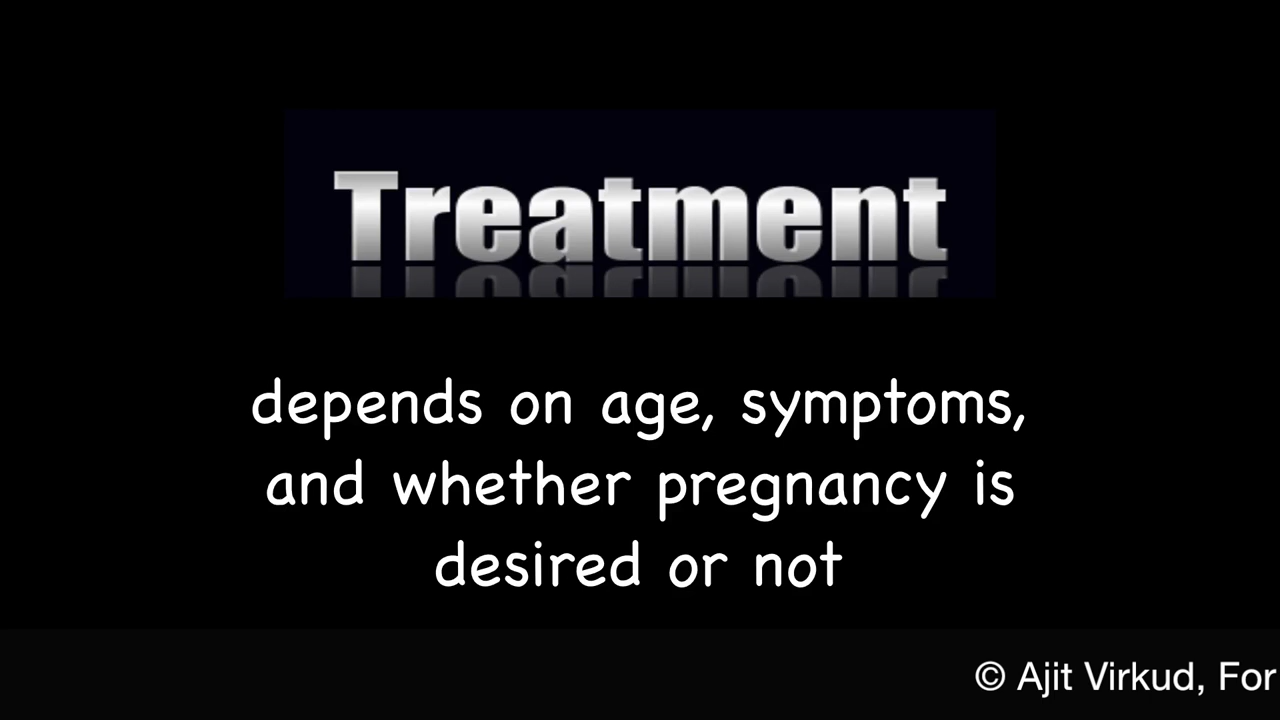 Treatment
depends on age, symptoms,
and whether pregnancy is
desired or not
© Ajit Virkud, For